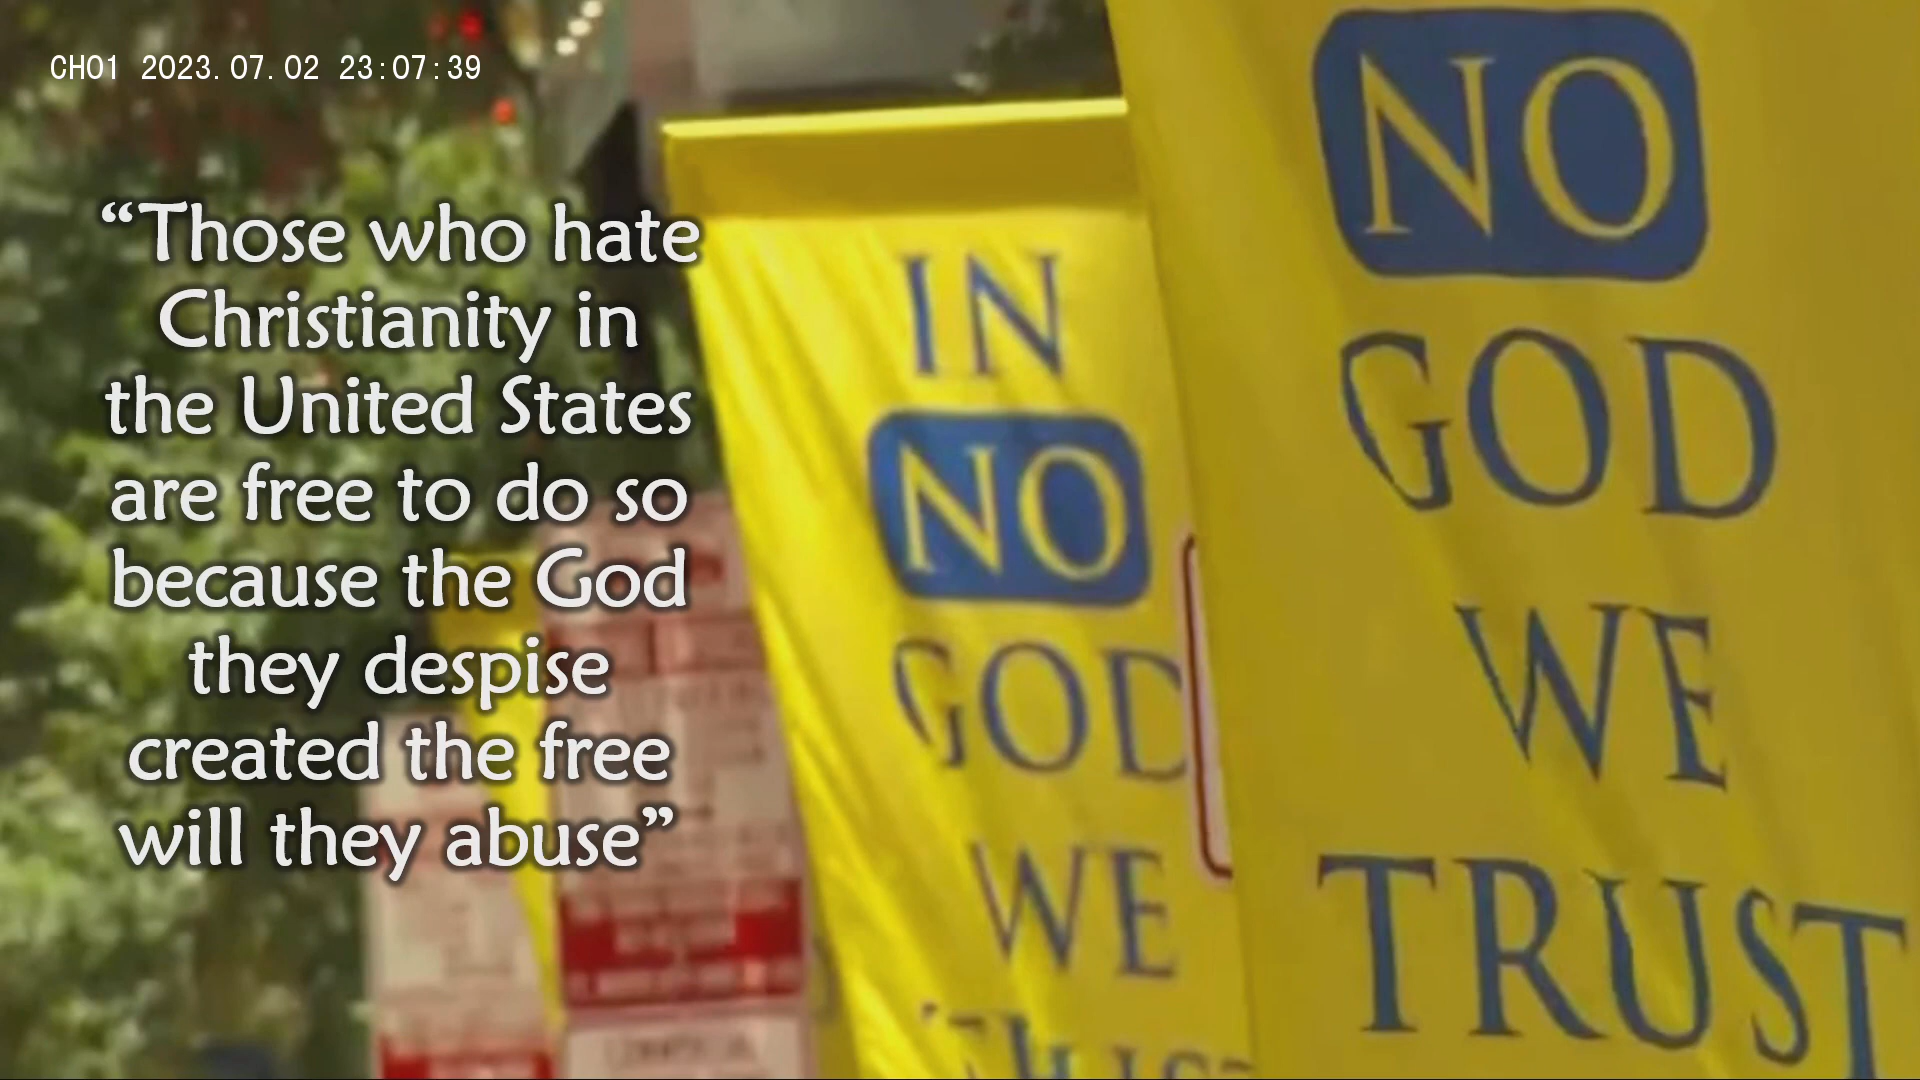 CH01 2023.07.02 23:07:39
“Those who hate
Christianity in
the United States
are free to do so
because the God
they despise
created the free
will they abuse”
IN
NO
GOD
WE
NO
GOD
WE
TRUST